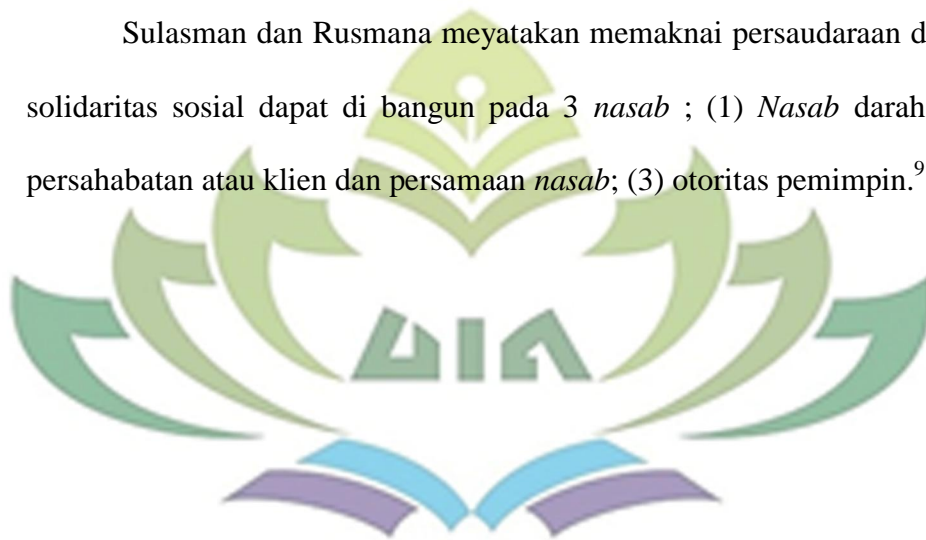 Sulasman dan Rusmana meyatakan memaknai persaudaraan d
solidaritas sosial dapat di bangun pada 3 nasab ; (1) Nasab darah
persahabatan atau klien dan persamaan nasab; (3) otoritas pemimpin.⁹
UIN